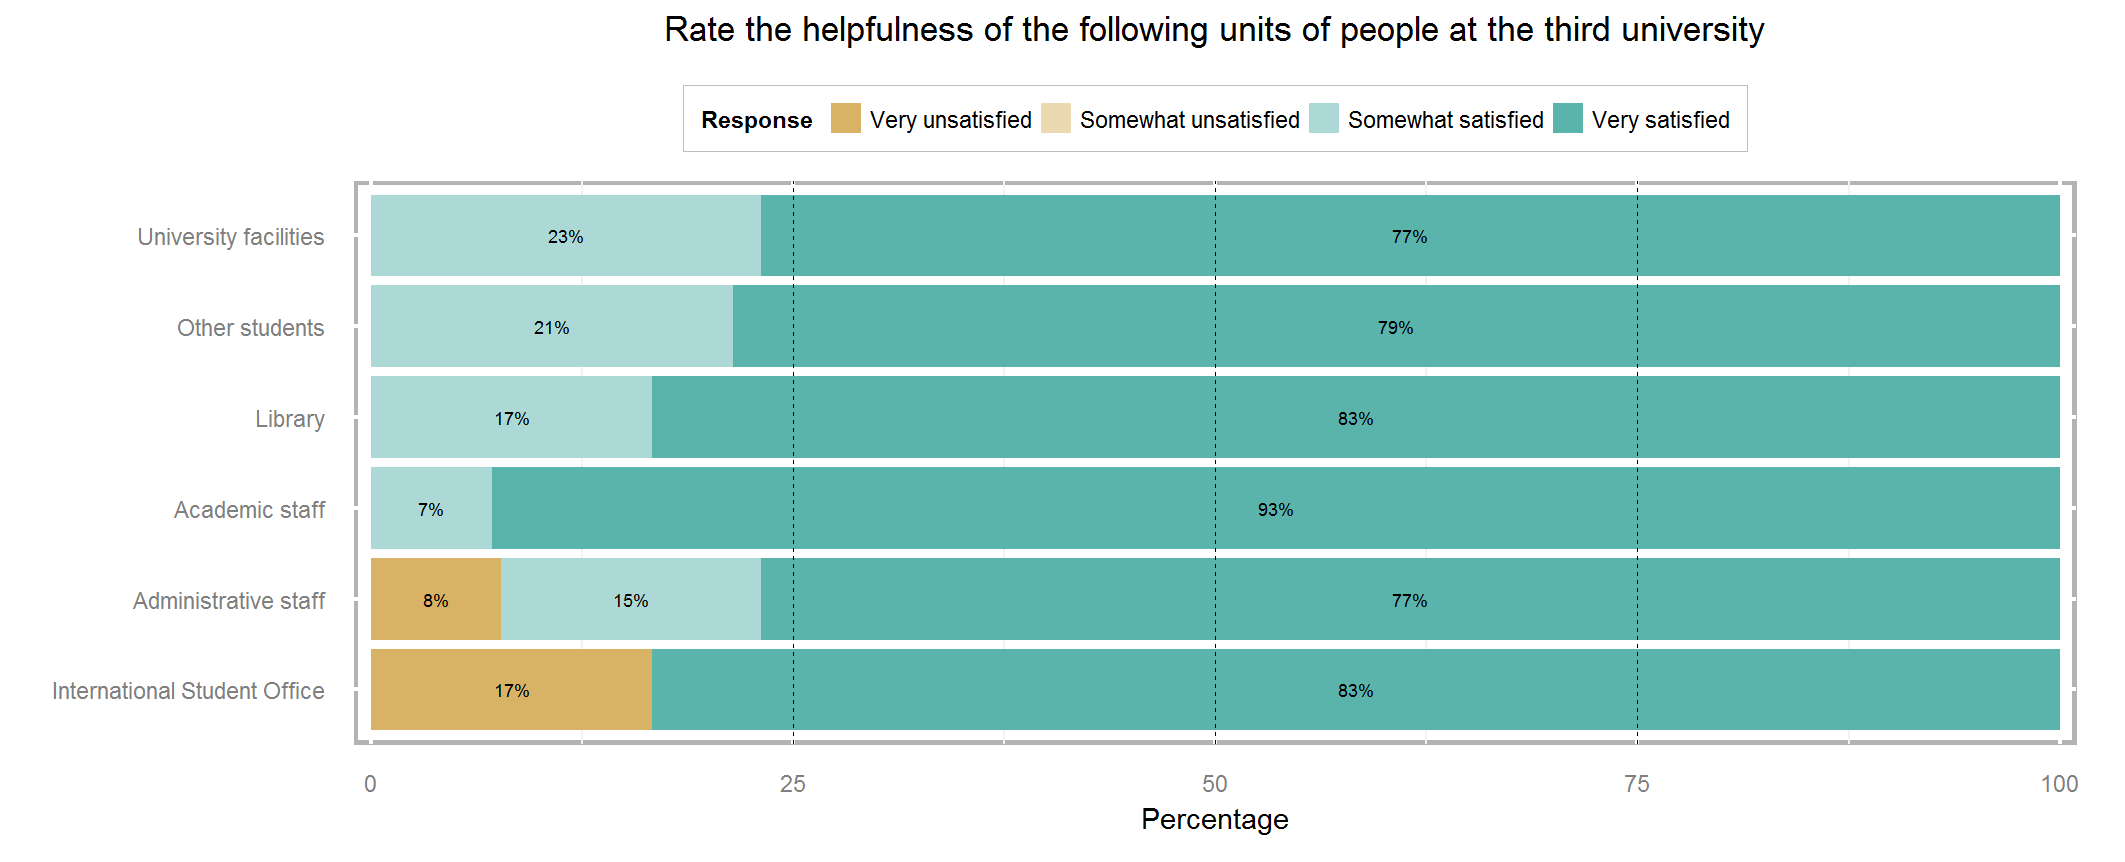 Rate the helpfulness of the following units of people at the third university
Response Very unsatisfied Somewhat unsatisfied Somewhat satisfied Very satisfied
University facilities 23% 77%
Other students 21% 79%
Library 17% 83%
Academic staff 7% 93%
Administrative staff 8% 15% 77%
International Student Office 17% 83%
0 25 50 75 100
Percentage